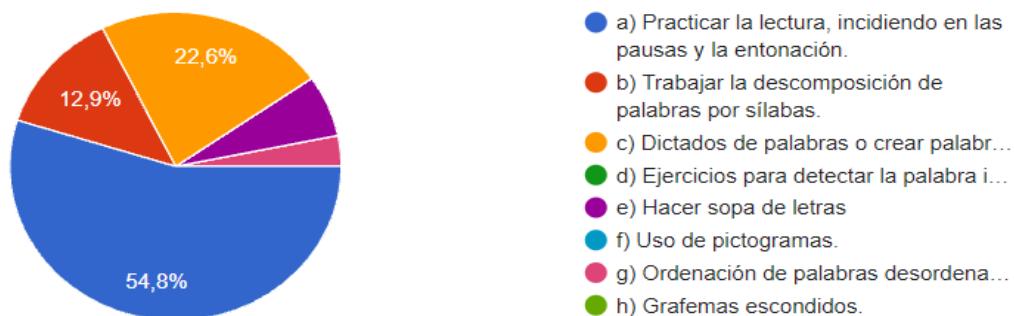 22,6%
12,9%
54,8%
a) Practicar la lectura, incidiendo en las
pausas y la entonación.
b) Trabajar la descomposición de
palabras por sílabas.
c) Dictados de palabras o crear palabr...
d) Ejercicios para detectar la palabra i...
e) Hacer sopa de letras
f) Uso de pictogramas.
g) Ordenación de palabras desordena...
h) Grafemas escondidos.